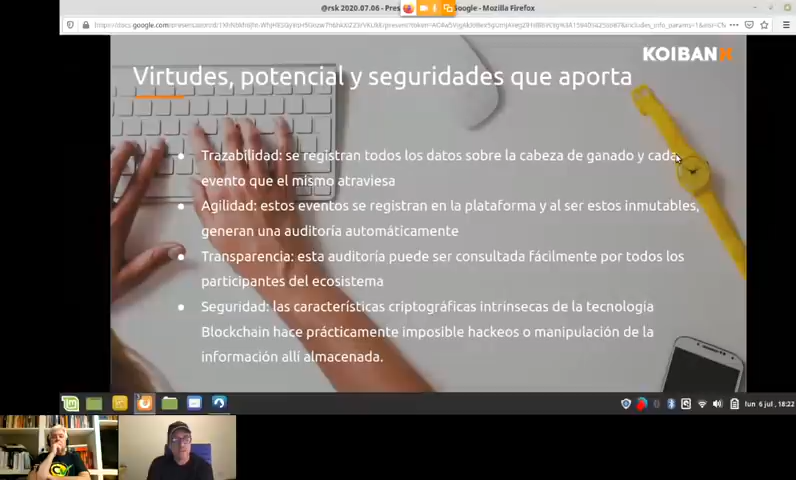 @rsk 2020.07.06 - Pres
Google - Mozilla Firefox
KOIBANX
Virtudes, potencial y seguridades que aporta
• Trazabilidad: se registran todos los datos sobre la cabeza de ganado y cada
evento que el mismo atraviesa
• Agilidad: estos eventos se registran en la plataforma y al ser estos inmutables,
generan una auditoría automáticamente
• Transparencia: esta auditoría puede ser consultada fácilmente por todos los
participantes del ecosistema
• Seguridad: las características criptográficas intrínsecas de la tecnología
Blockchain hace prácticamente imposible hackeos o manipulación de la
información allí almacenada.
lun 6 jul, 18:22